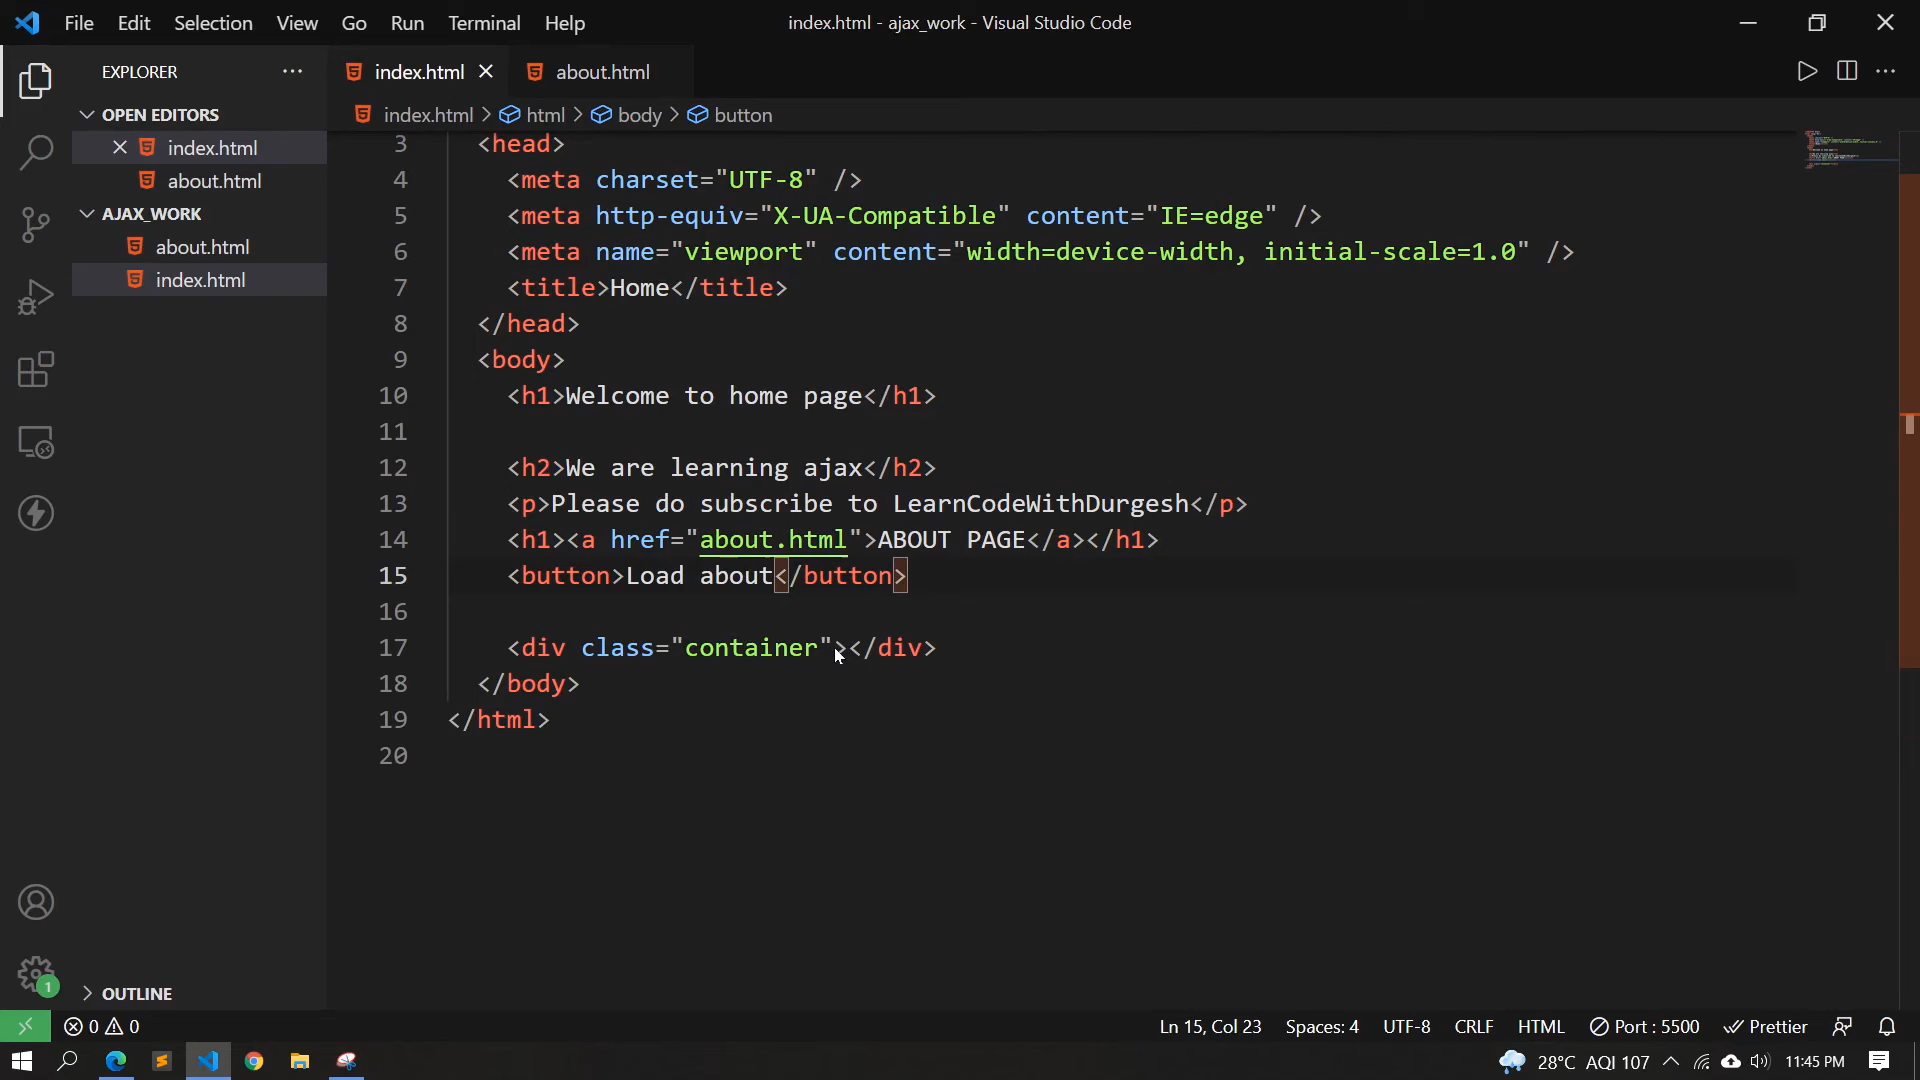 File Edit Selection View Go Run Terminal Help index.html - ajax_work - Visual Studio Code
EXPLORER
OPEN EDITORS
index.html
about.html
AJAX_WORK
about.html
index.html
OUTLINE
index.html about.html
index.html > html > body > button
3 <head>
4 <meta charset="UTF-8" />
5 <meta http-equiv="X-UA-Compatible" content="IE=edge" />
6 <meta name="viewport" content="width=device-width, initial-scale=1.0" />
7 <title>Home</title>
8 </head>
9 <body>
10 <h1>Welcome to home page</h1>
11
12 <h2>We are learning ajax</h2>
13 <p>Please do subscribe to LearnCodeWithDurgesh</p>
14 <h1><a href="about.html">ABOUT PAGE</a></h1>
15 <button>Load about</button>
16
17 <div class="container"></div>
18 </body>
19 </html>
20
1
0 0 Ln 15, Col 23 Spaces: 4 UTF-8 CRLF HTML Port : 5500 Prettier
28°C AQI 107 11:45 PM